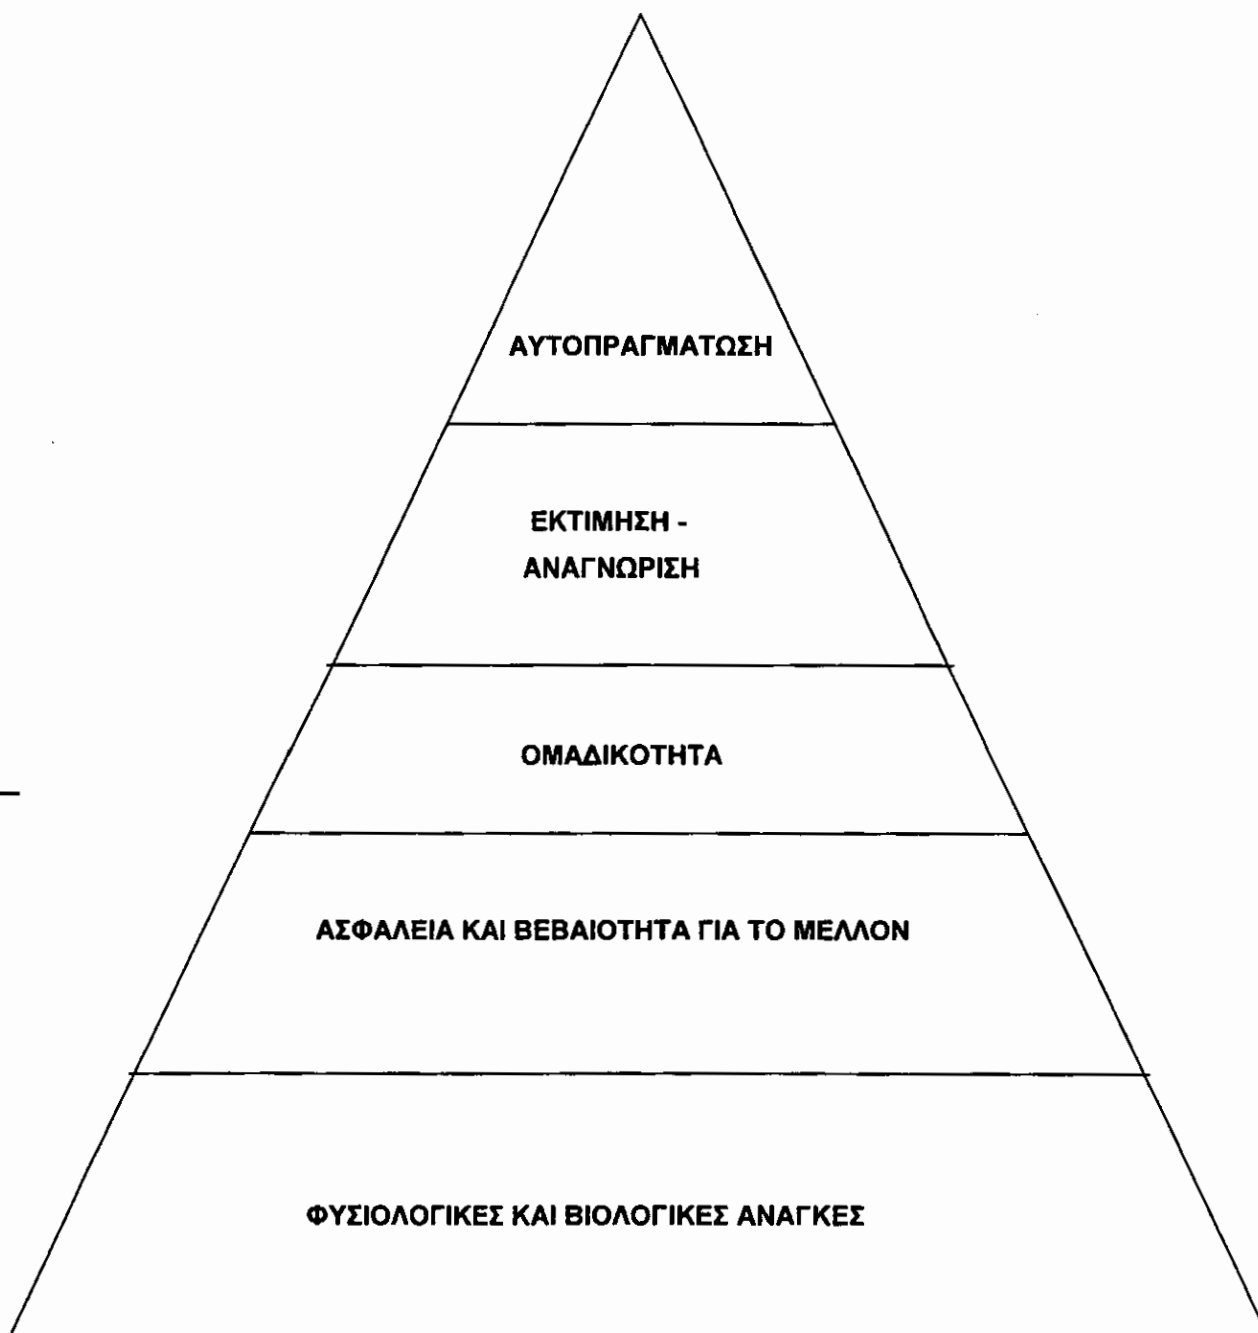 ΑΥΤΟΠΡΑΓΜΑΤΩΣΗ
ΕΚΤΙΜΗΣΗ -
ΑΝΑΓΝΩΡΙΣΗ
ΟΜΑΔΙΚΟΤΗΤΑ
ΑΣΦΑΛΕΙΑ ΚΑΙ ΒΕΒΑΙΟΤΗΤΑ ΓΙΑ ΤΟ ΜΕΛΛΟΝ
ΦΥΣΙΟΛΟΓΙΚΕΣ ΚΑΙ ΒΙΟΛΟΓΙΚΕΣ ΑΝΑΓΚΕΣ